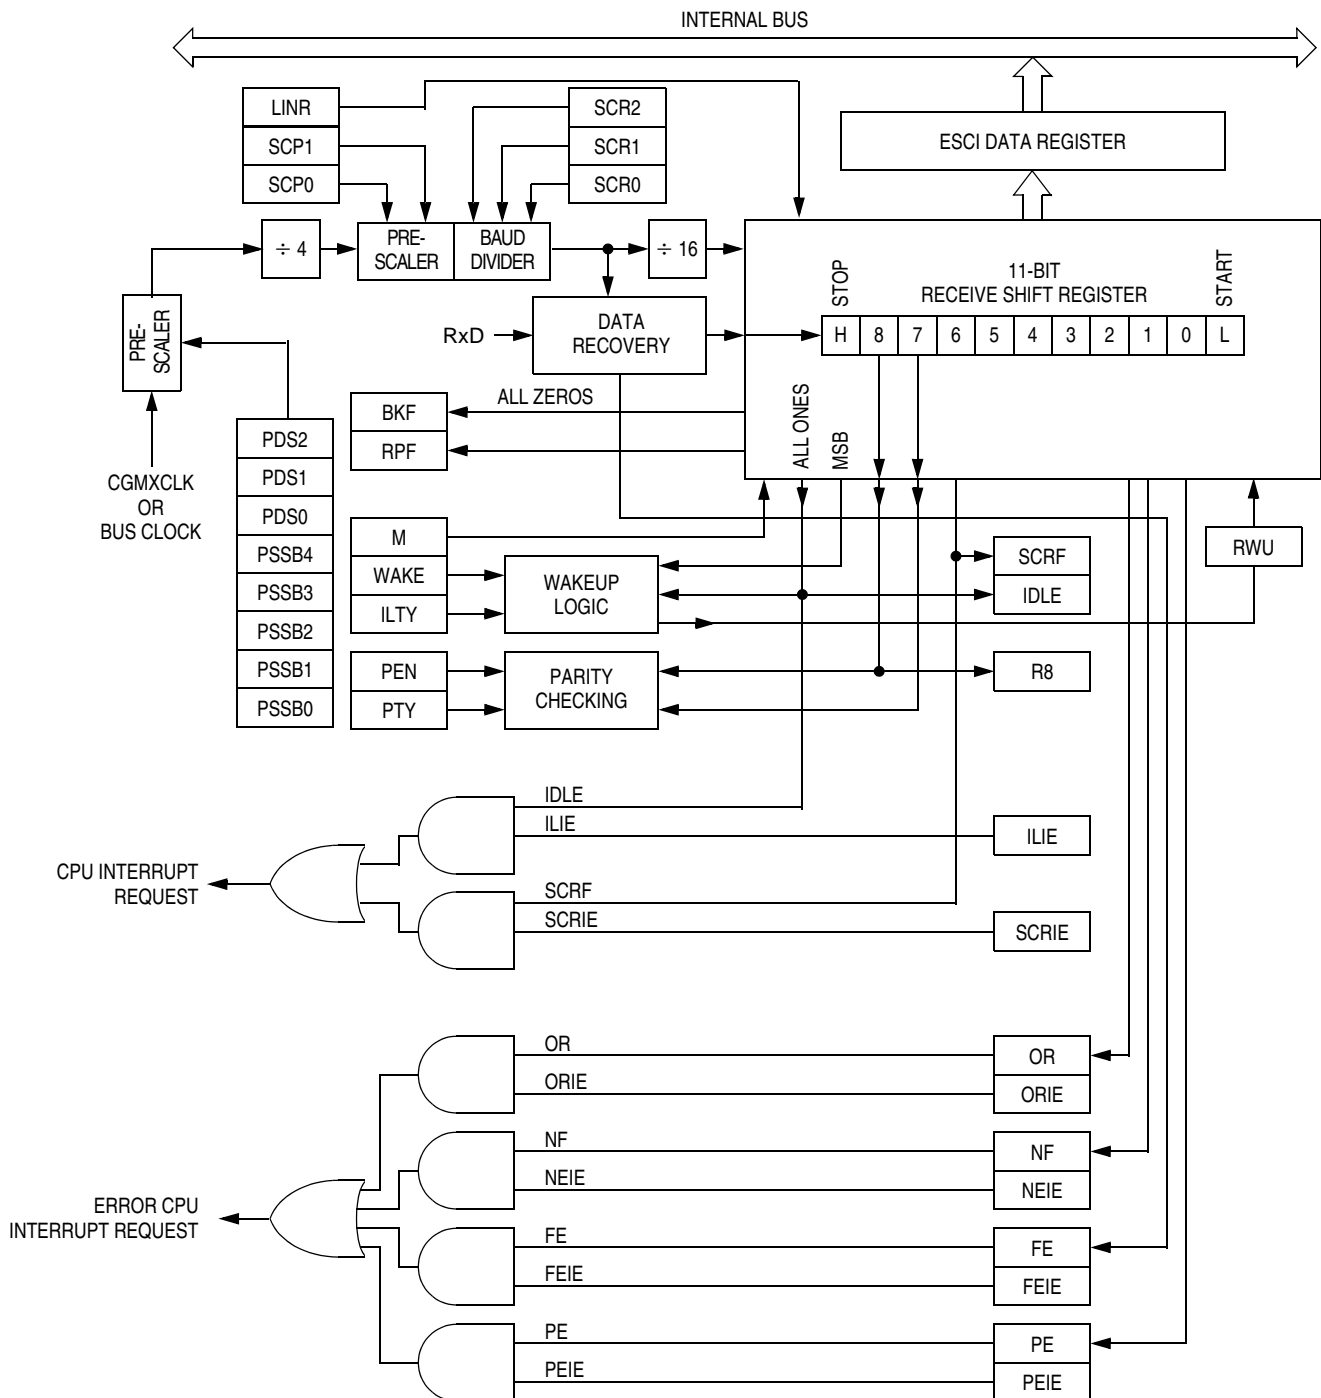 INTERNAL BUS
LINR
SCP1
SCP0
SCR2
SCR1
SCR0
ESCI DATA REGISTER
÷ 4
PRE-
SCALER
BAUD
DIVIDER
÷ 16
PRE-
SCALER
RxD
DATA
RECOVERY
STOP
11-BIT
RECEIVE SHIFT REGISTER
START
H 8 7 6 5 4 3 2 1 0 L
ALL ONES
MSB
ALL ZEROS
BKF
RPF
CGMXCLK
OR
BUS CLOCK
PDS2
PDS1
PDS0
PSSB4
PSSB3
PSSB2
PSSB1
PSSB0
M
WAKE
ILTY
WAKEUP
LOGIC
SCRF
IDLE
RWU
PEN
PTY
PARITY
CHECKING
R8
IDLE
ILIE
ILIE
CPU INTERRUPT
REQUEST
SCRF
SCRIE
SCRIE
OR
ORIE
OR
ORIE
NF
NEIE
NF
NEIE
ERROR CPU
INTERRUPT REQUEST
FE
FEIE
FE
FEIE
PE
PEIE
PE
PEIE